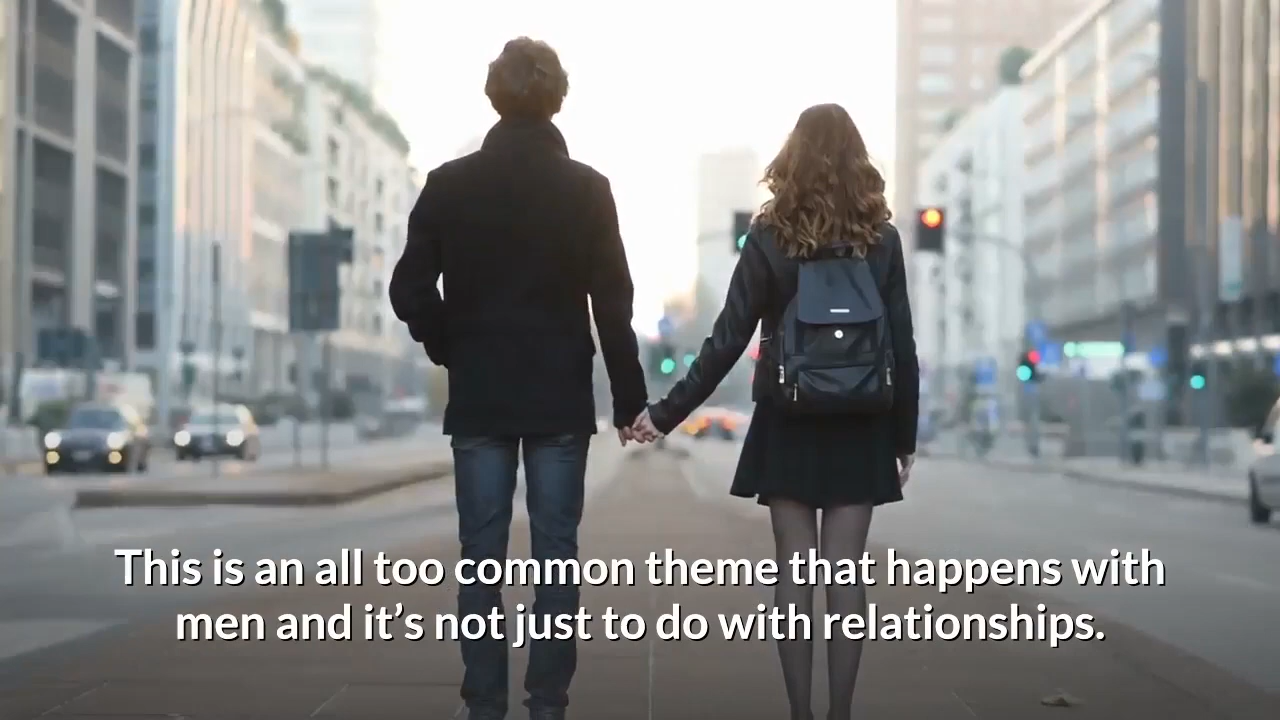 This is an all too common theme that happens with
men and it’s not just to do with relationships.